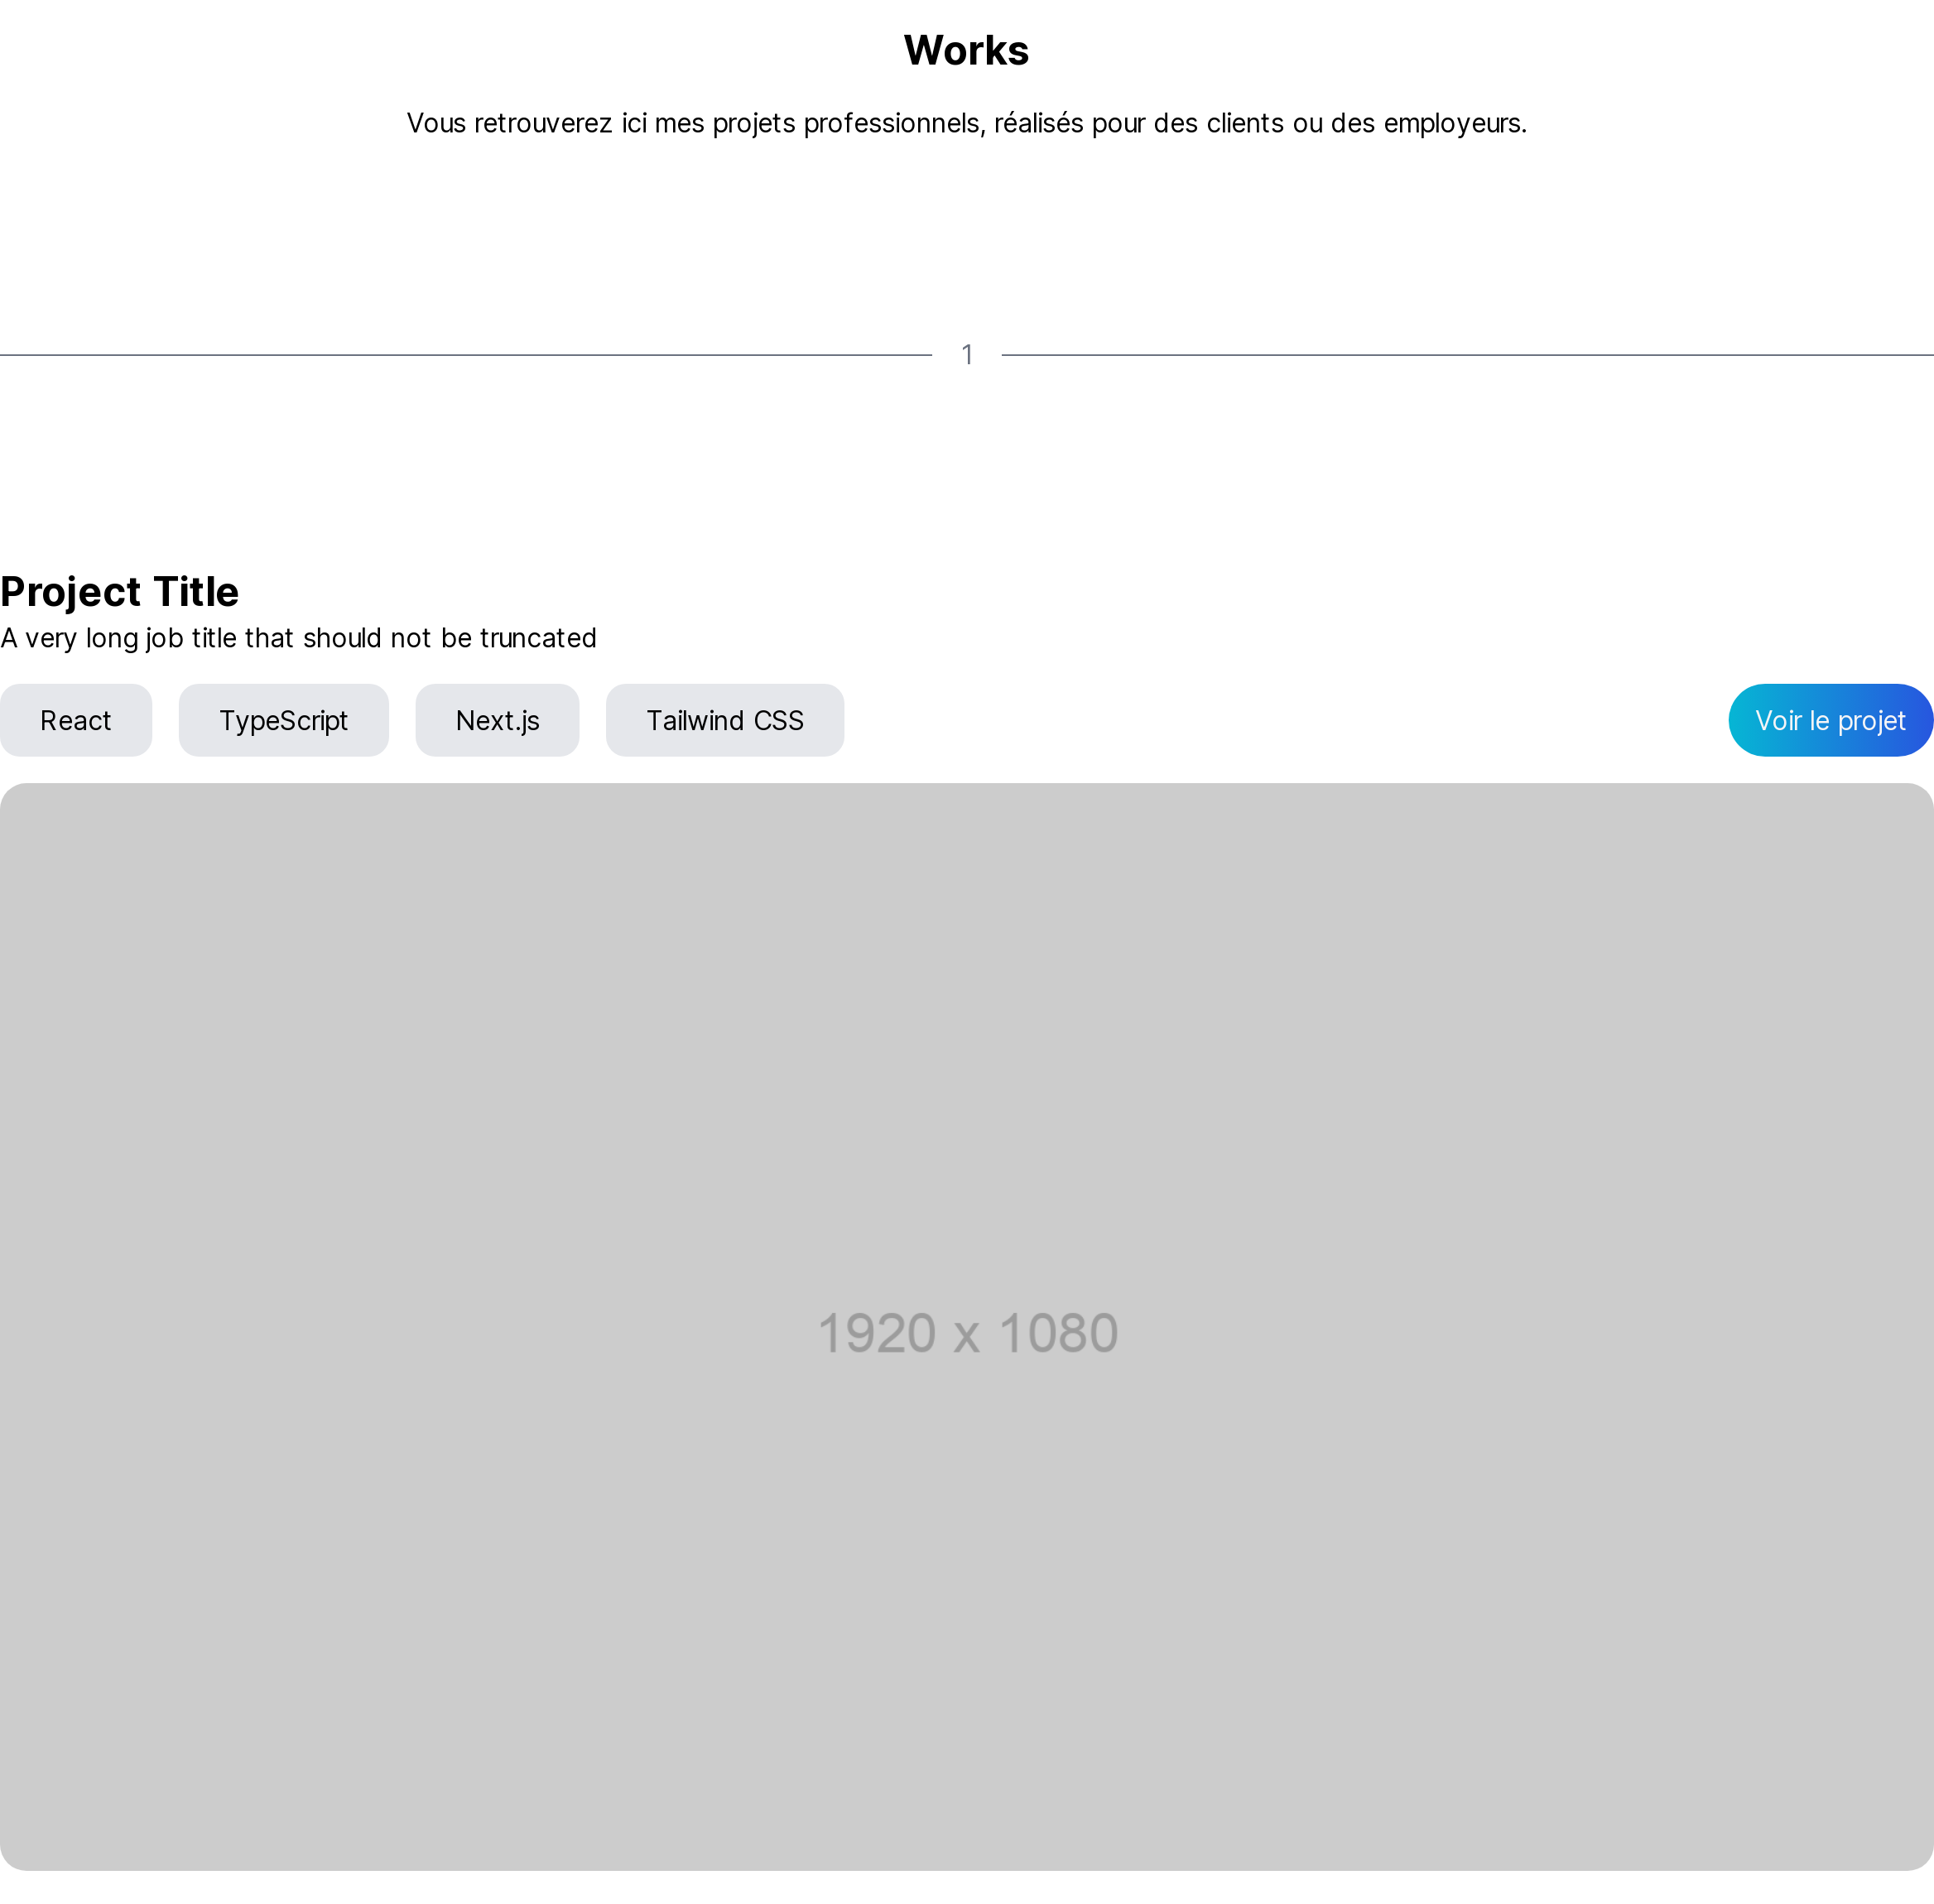 Works
Vous retrouverez ici mes projets professionnels, réalisés pour des clients ou des employeurs.
1
Project Title
A very long job title that should not be truncated
React TypeScript Next.js Tailwind CSS Voir le projet
1920 x 1080